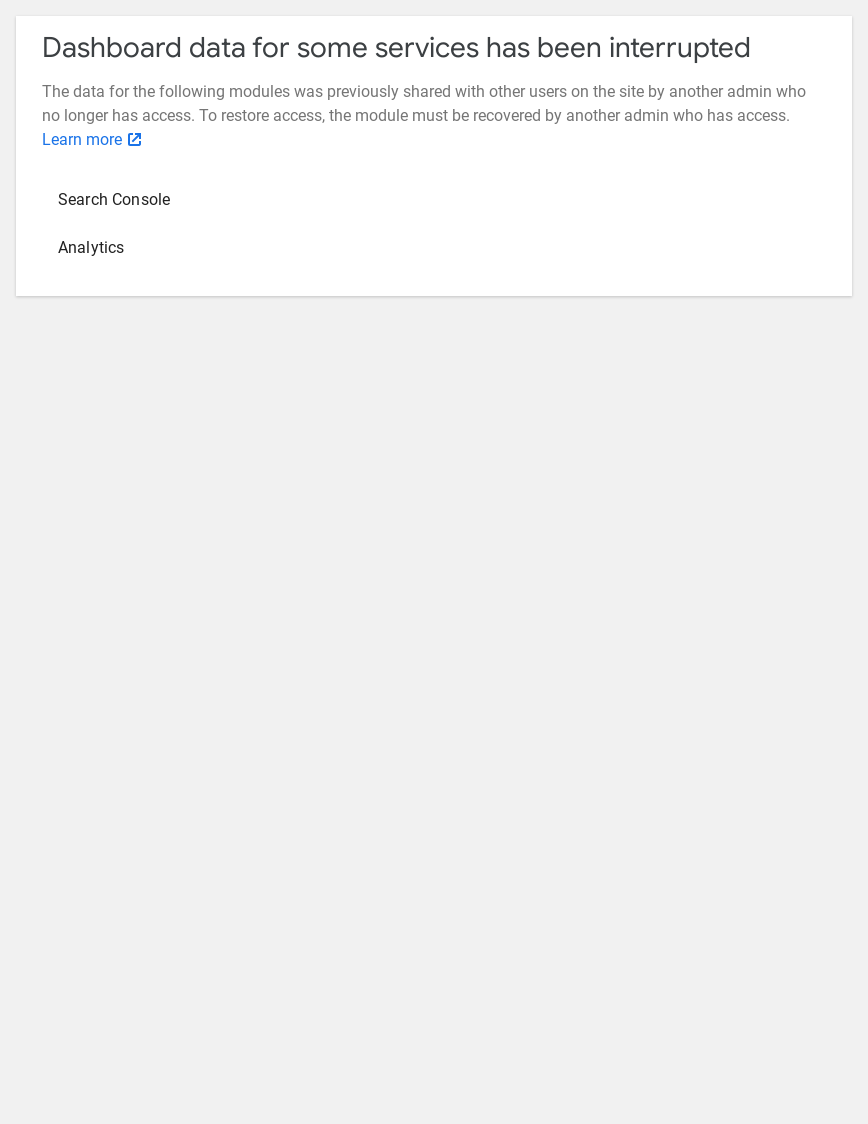 Dashboard data for some services has been interrupted
The data for the following modules was previously shared with other users on the site by another admin who
no longer has access. To restore access, the module must be recovered by another admin who has access.
Learn more
Search Console
Analytics